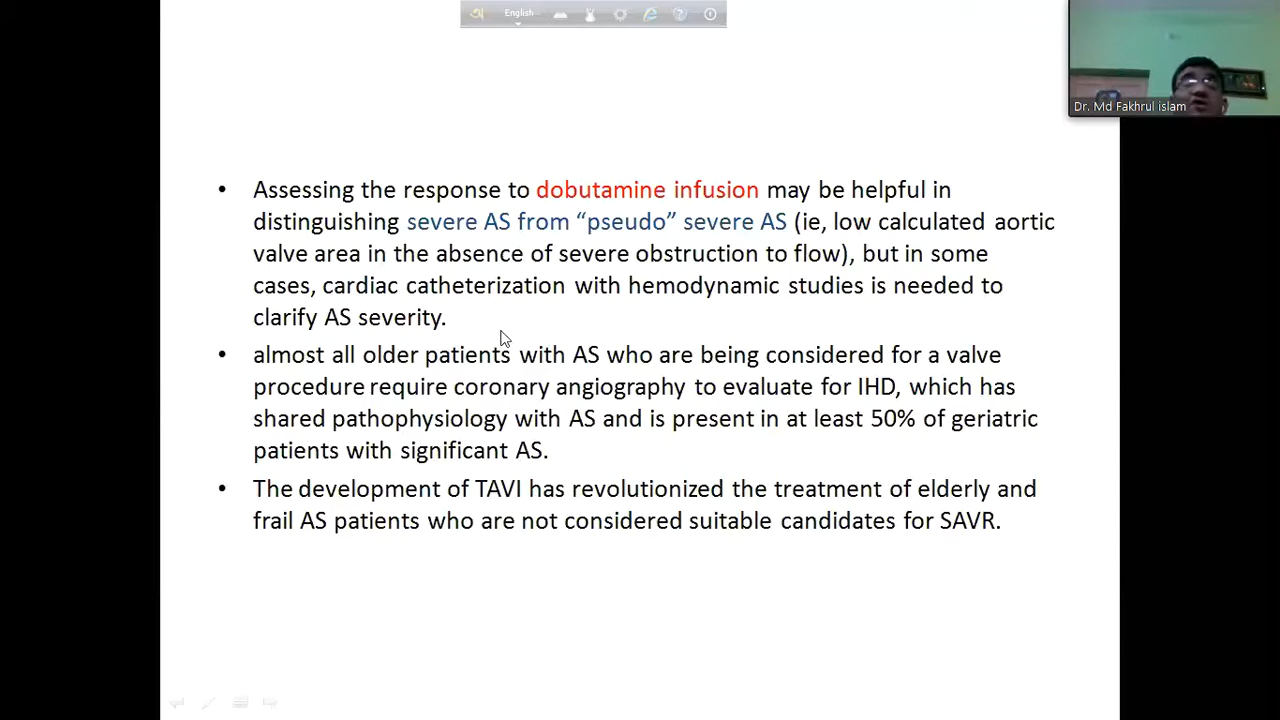 English
Dr. Md Fakhrul islam
• Assessing the response to dobutamine infusion may be helpful in
distinguishing severe AS from “pseudo” severe AS (ie, low calculated aortic
valve area in the absence of severe obstruction to flow), but in some
cases, cardiac catheterization with hemodynamic studies is needed to
clarify AS severity.
• almost all older patients with AS who are being considered for a valve
procedure require coronary angiography to evaluate for IHD, which has
shared pathophysiology with AS and is present in at least 50% of geriatric
patients with significant AS.
• The development of TAVI has revolutionized the treatment of elderly and
frail AS patients who are not considered suitable candidates for SAVR.